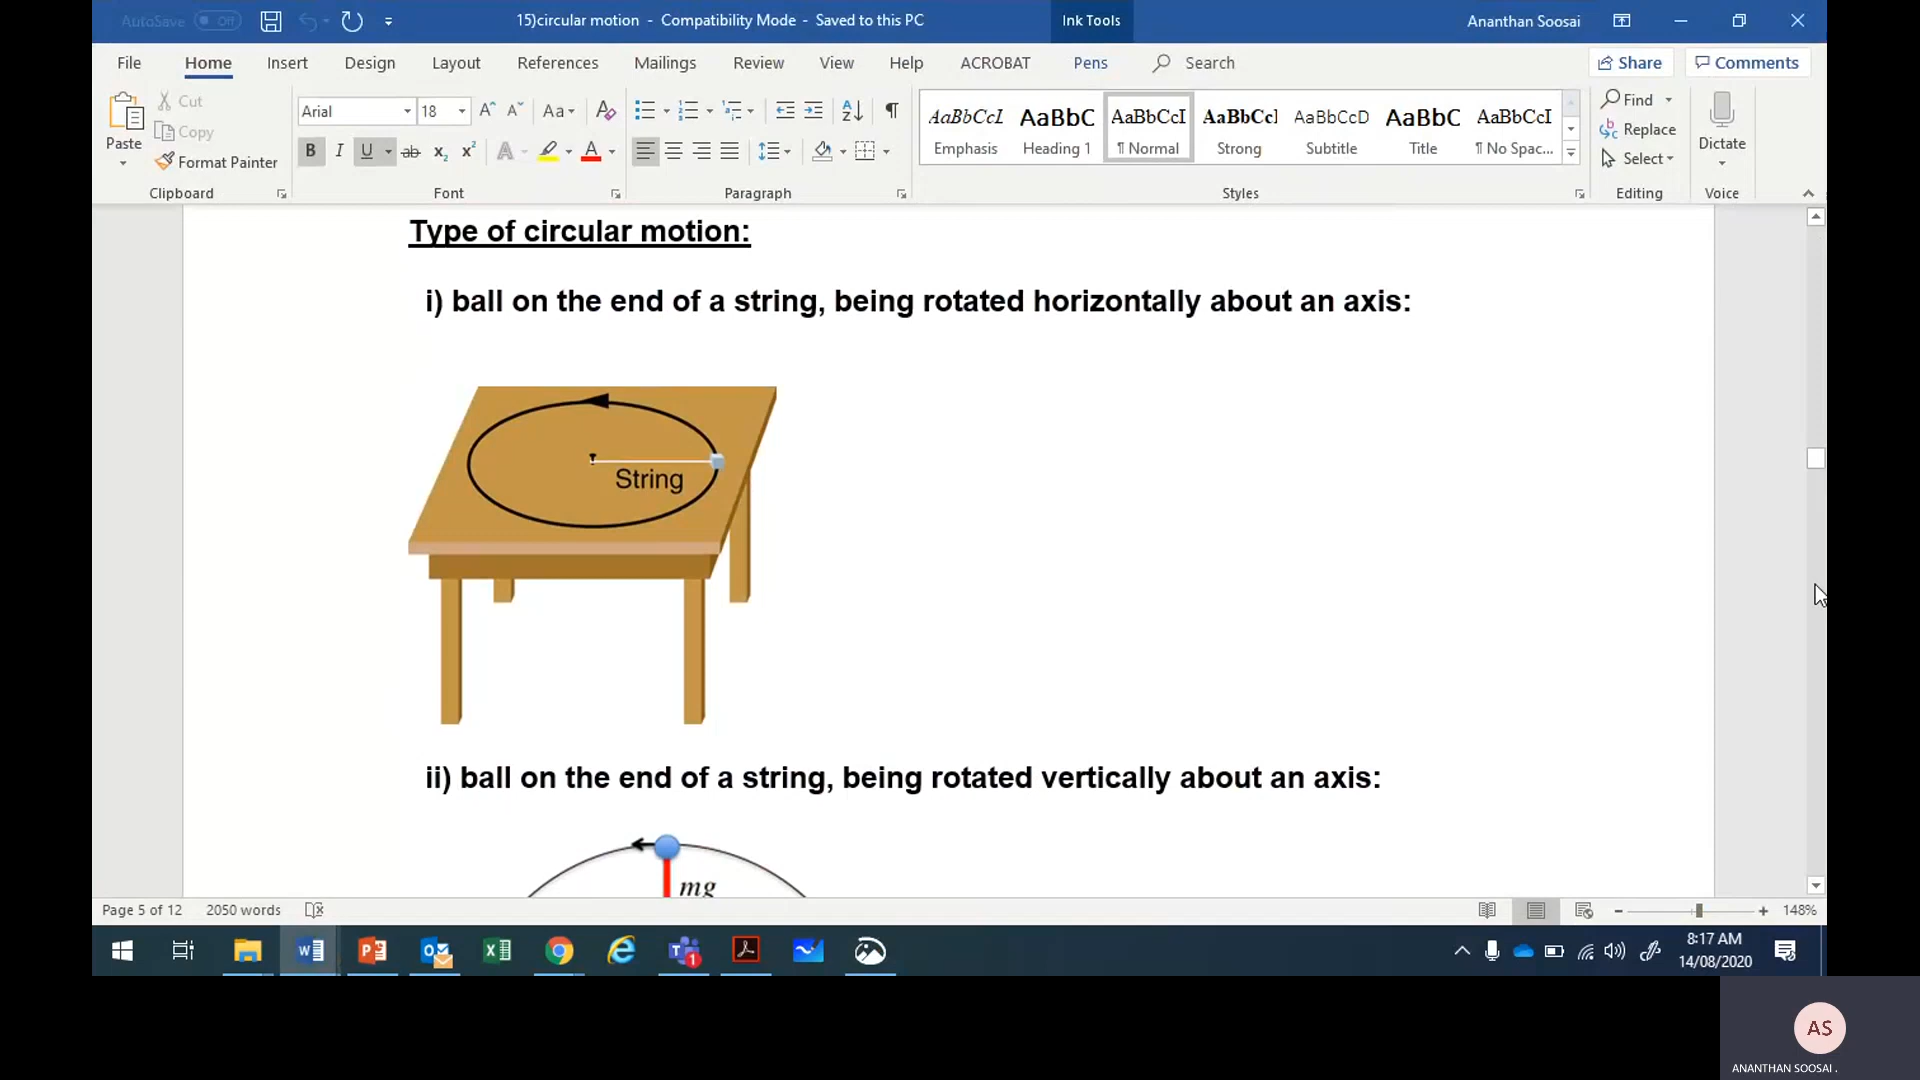 AutoSave Off
15)circular motion - Compatibility Mode - Saved to this PC
Ink Tools
Ananthan Soosai
File Home Insert Design Layout References Mailings Review View Help ACROBAT Pens Search Share Comments
Paste
Cut
Copy
Format Painter
Clipboard
Arial 18
Font
Paragraph
AaBbCcI Emphasis
AaBbC Heading 1
AaBbCcI ¶ Normal
AaBbCcI Strong
AaBbCcD Subtitle
AaBbC Title
AaBbCcI ¶ No Spac...
Styles
Find
Replace
Select
Editing
Dictate
Voice
Type of circular motion:
i) ball on the end of a string, being rotated horizontally about an axis:
String
ii) ball on the end of a string, being rotated vertically about an axis:
mg
Page 5 of 12 2050 words
148%
8:17 AM
14/08/2020
AS
ANANTHAN SOOSAI .